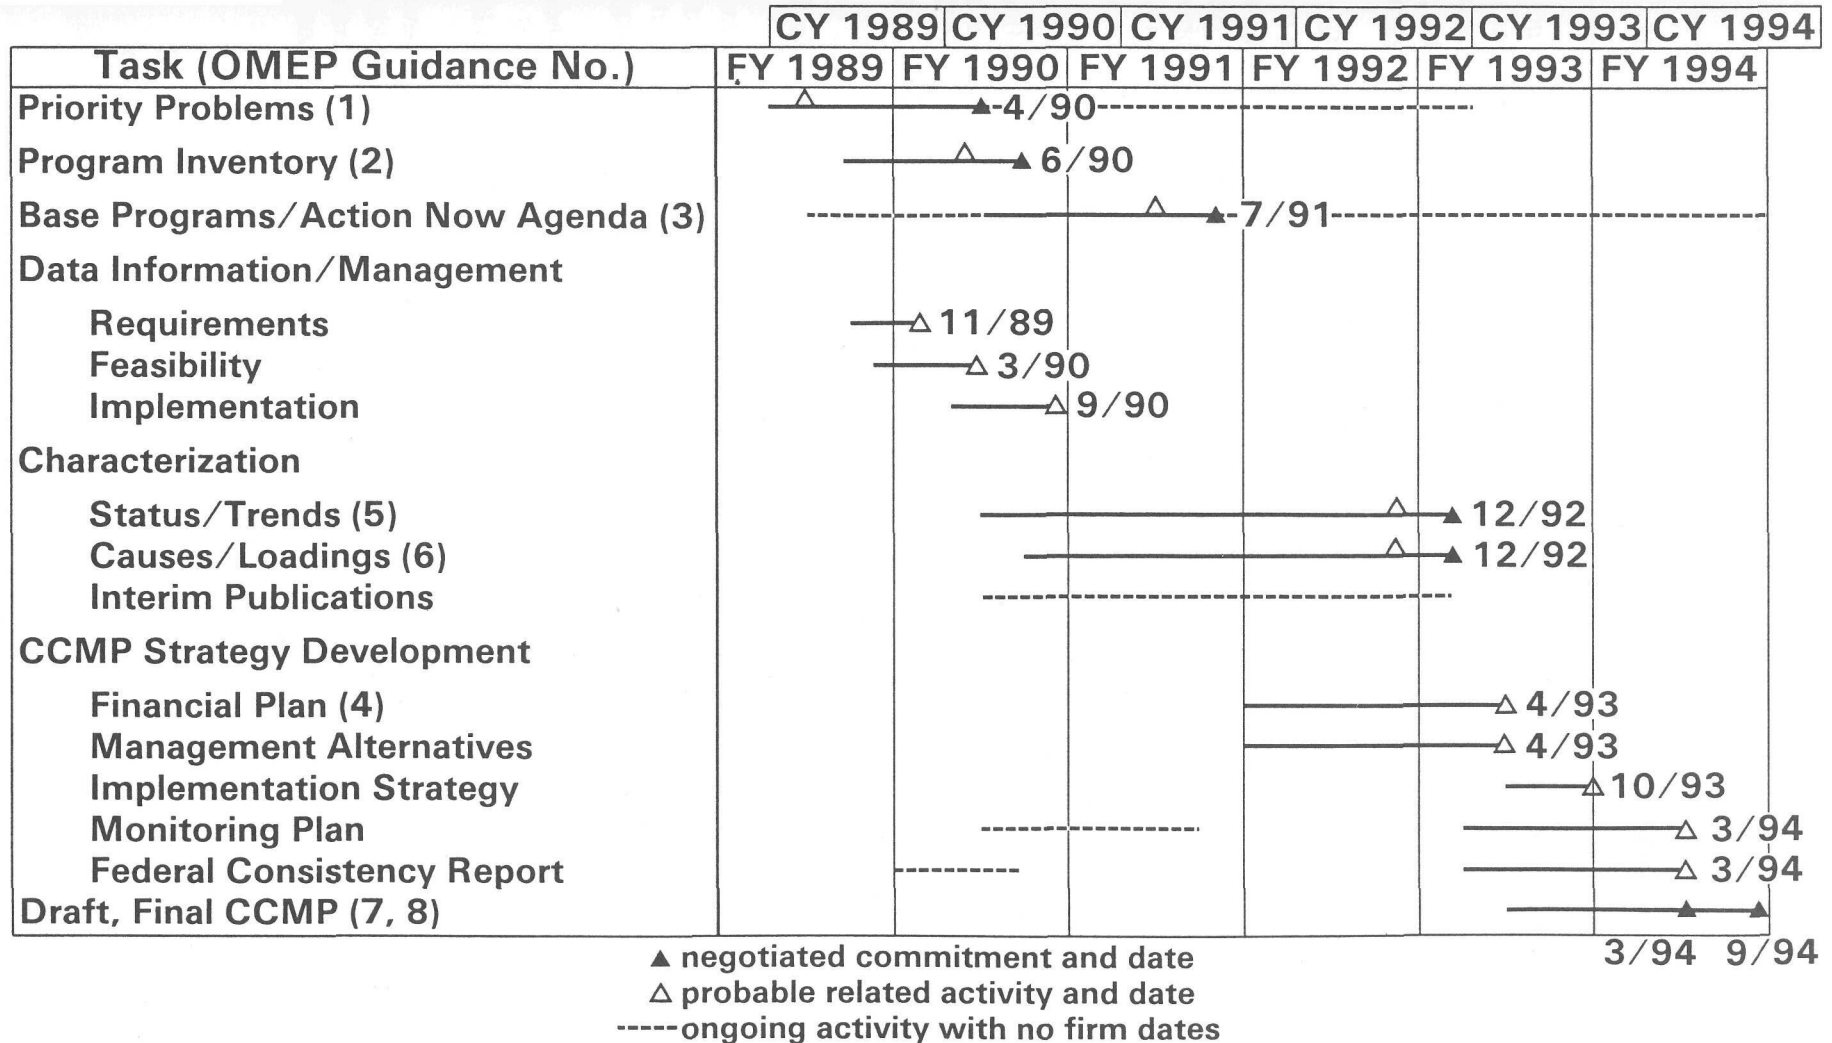 CY 1989 CY 1990 CY 1991 CY 1992 CY 1993 CY 1994
Task (OMEP Guidance No.) FY 1989 FY 1990 FY 1991 FY 1992 FY 1993 FY 1994
Priority Problems (1) 4/90
Program Inventory (2) 6/90
Base Programs/Action Now Agenda (3) 7/91
Data Information/Management
Requirements 11/89
Feasibility 3/90
Implementation 9/90
Characterization
Status/Trends (5) 12/92
Causes/Loadings (6) 12/92
Interim Publications
CCMP Strategy Development
Financial Plan (4) 4/93
Management Alternatives 4/93
Implementation Strategy 10/93
Monitoring Plan 3/94
Federal Consistency Report 3/94
Draft, Final CCMP (7, 8)
3/94 9/94
▲ negotiated commitment and date
△ probable related activity and date
-----ongoing activity with no firm dates